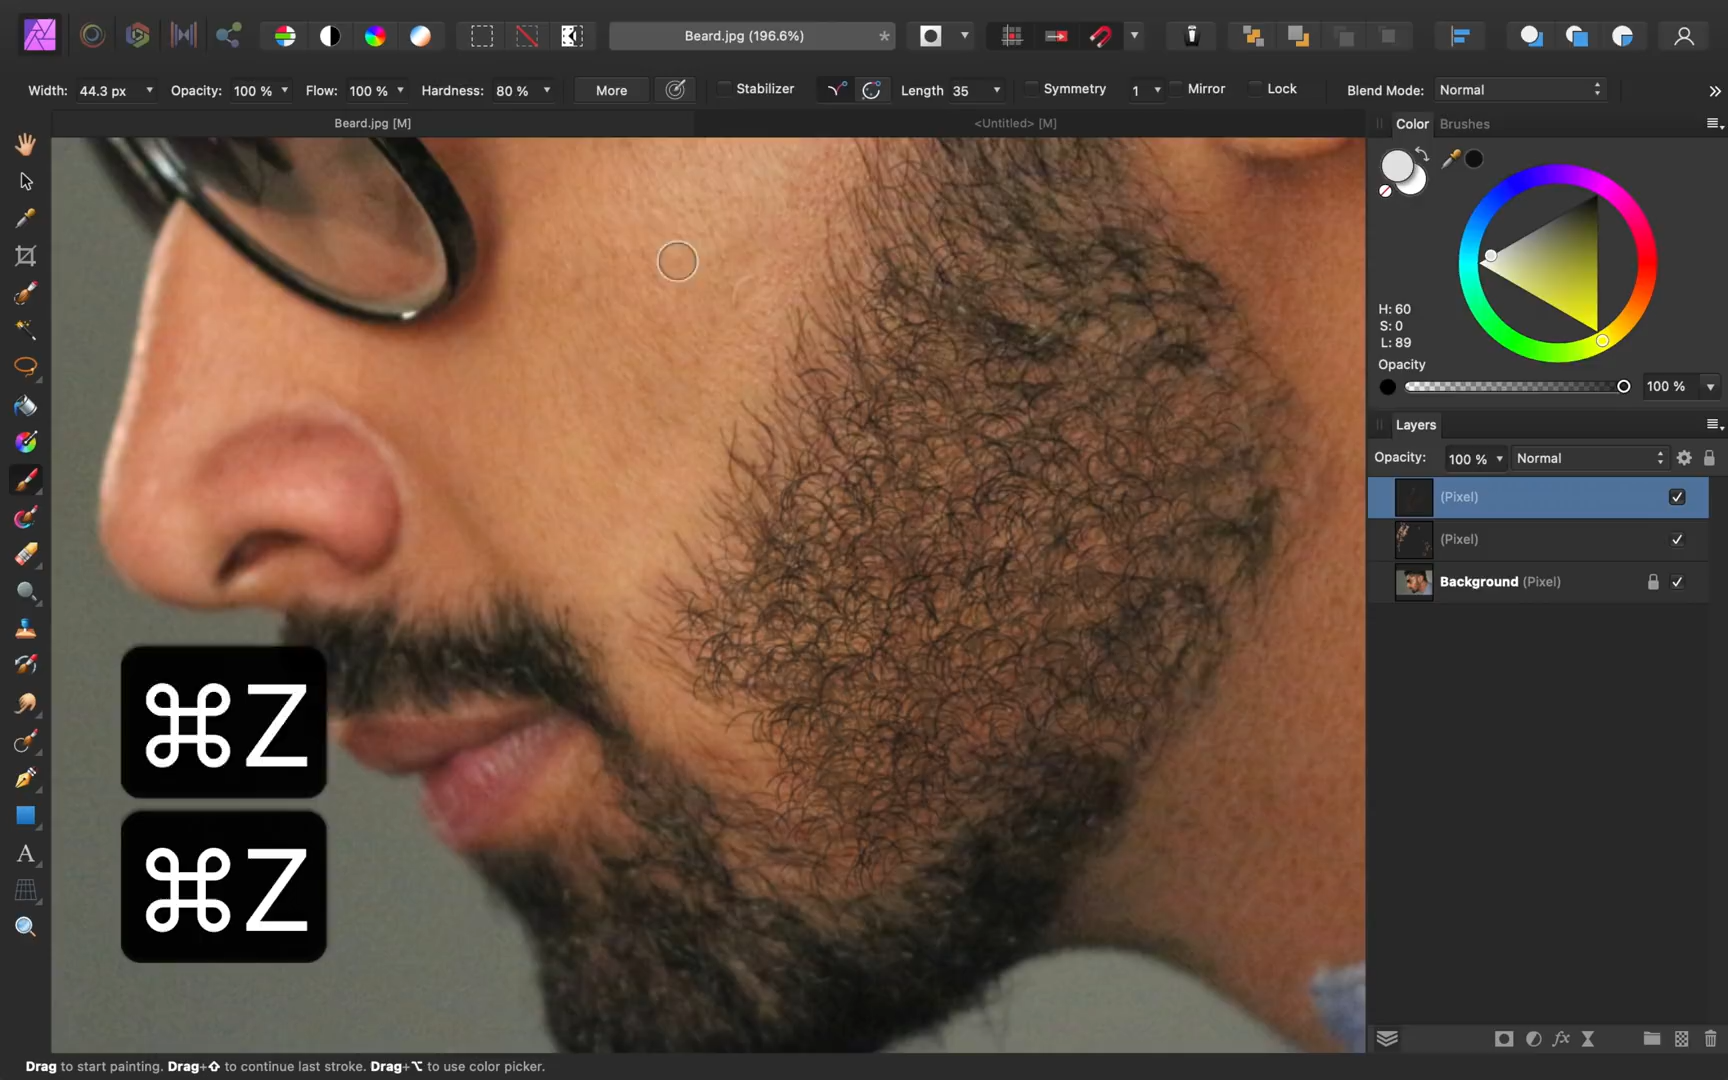 Beard.jpg (196.6%)
*
Width: 44.3 px
Opacity: 100 %
Flow: 100 %
Hardness: 80 %
More
Stabilizer
Length 35
Symmetry
1
Mirror
Lock
Blend Mode: Normal
Beard.jpg [M]
<Untitled> [M]
Color
Brushes
H: 60
S: 0
L: 89
Opacity
100 %
Layers
Opacity: 100 %
Normal
(Pixel)
(Pixel)
Background (Pixel)
⌘Z
⌘Z
Drag to start painting. Drag+⇧ to continue last stroke. Drag+⌥ to use color picker.